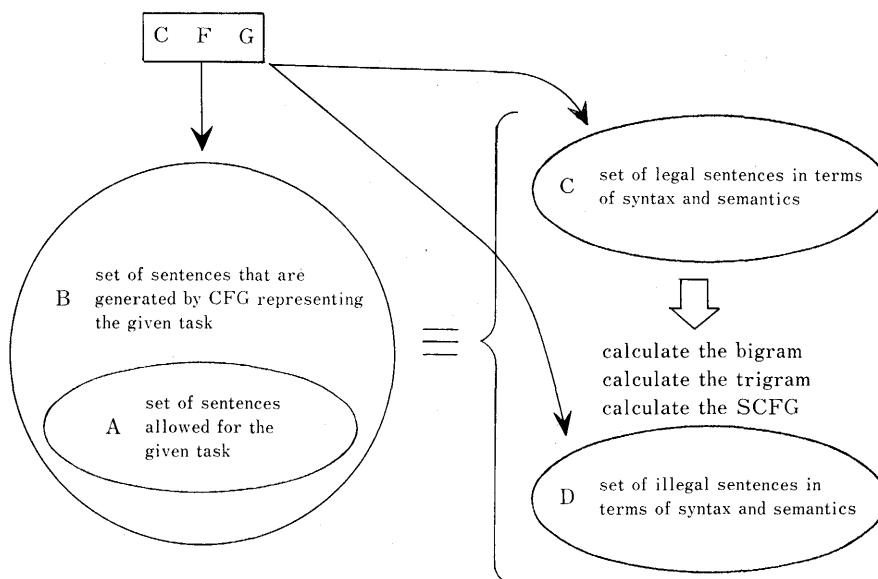 C F G
B
set of sentences that are
generated by CFG representing
the given task
A
set of sentences
allowed for the
given task
≡
C
set of legal sentences in terms
of syntax and semantics
calculate the bigram
calculate the trigram
calculate the SCFG
D
set of illegal sentences in
terms of syntax and semantics